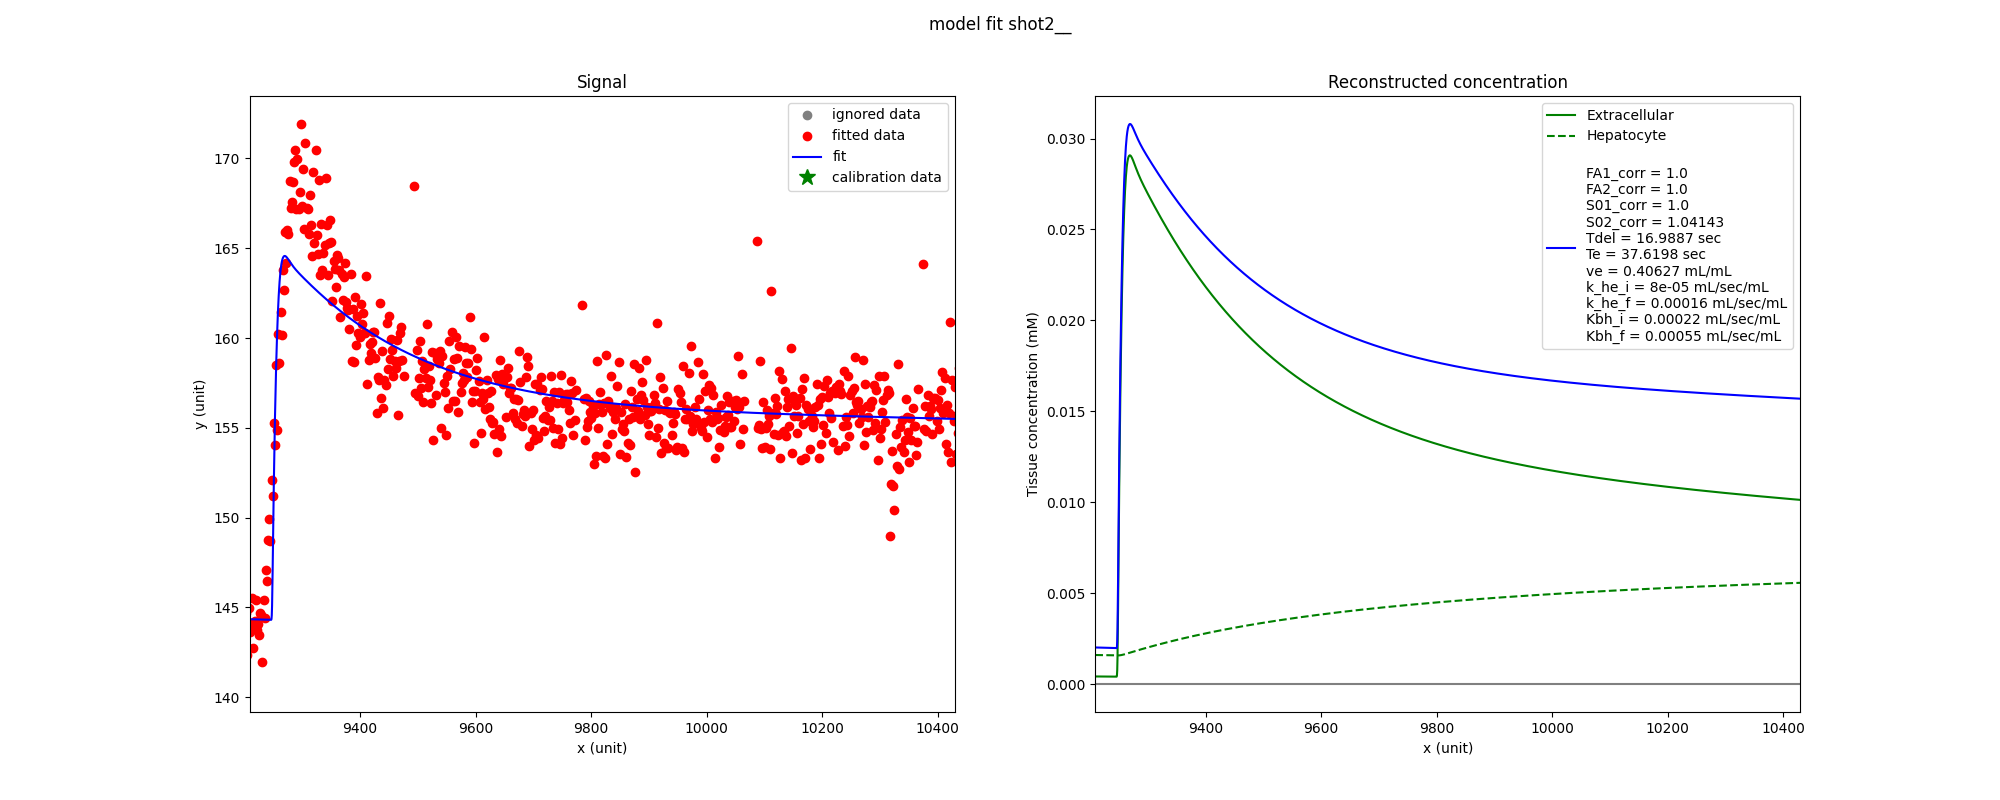 model fit shot2__
Signal
170
165
160
155
150
145
140
y (unit)
9400 9600 9800 10000 10200 10400
x (unit)
ignored data
fitted data
fit
calibration data
Reconstructed concentration
0.030
0.025
0.020
0.015
0.010
0.005
0.000
Tissue concentration (mM)
9400 9600 9800 10000 10200 10400
x (unit)
Extracellular
Hepatocyte
FA1_corr = 1.0
FA2_corr = 1.0
S01_corr = 1.0
S02_corr = 1.04143
Tdel = 16.9887 sec
Te = 37.6198 sec
ve = 0.40627 mL/mL
k_he_i = 8e-05 mL/sec/mL
k_he_f = 0.00016 mL/sec/mL
Kbh_i = 0.00022 mL/sec/mL
Kbh_f = 0.00055 mL/sec/mL